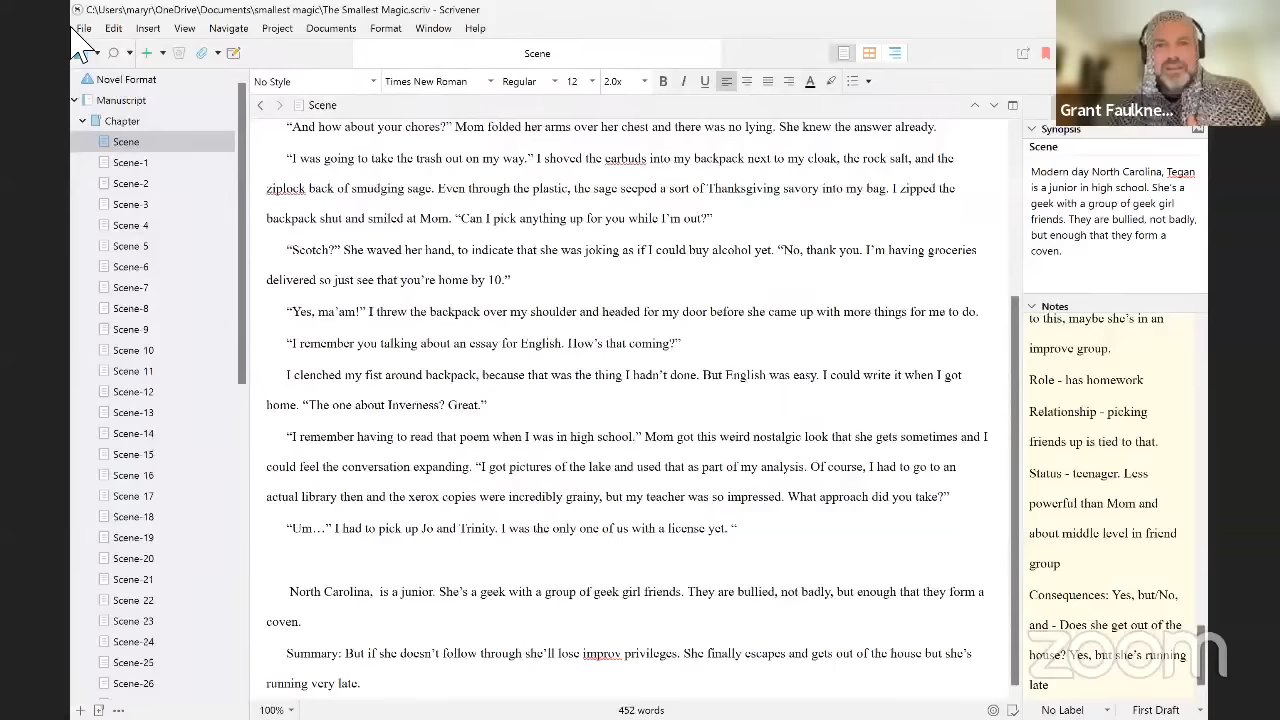 C:\Users\maryr\OneDrive\Documents\smallest magic\The Smallest Magic.scriv - Scrivener
File Edit Insert View Navigate Project Documents Format Window Help
Scene
Novel Format
Manuscript
Chapter
Scene
Scene-1
Scene-2
Scene-3
Scene 4
Scene 5
Scene-6
Scene-7
Scene-8
Scene-9
Scene 10
Scene 11
Scene-12
Scene-13
Scene-14
Scene-15
Scene 16
Scene 17
Scene-18
Scene-19
Scene-20
Scene-21
Scene 22
Scene 23
Scene-24
Scene-25
Scene-26
No Style Times New Roman Regular 12 2.0x B I U A
Scene
“And how about your chores?” Mom folded her arms over her chest and there was no lying. She knew the answer already.
“I was going to take the trash out on my way.” I shoved the earbuds into my backpack next to my cloak, the rock salt, and the
ziplock back of smudging sage. Even through the plastic, the sage seeped a sort of Thanksgiving savory into my bag. I zipped the
backpack shut and smiled at Mom. “Can I pick anything up for you while I’m out?”
“Scotch?” She waved her hand, to indicate that she was joking as if I could buy alcohol yet. “No, thank you. I’m having groceries
delivered so just see that you’re home by 10.”
“Yes, ma’am!” I threw the backpack over my shoulder and headed for my door before she came up with more things for me to do.
“I remember you talking about an essay for English. How’s that coming?”
I clenched my fist around backpack, because that was the thing I hadn’t done. But English was easy. I could write it when I got
home. “The one about Inverness? Great.”
“I remember having to read that poem when I was in high school.” Mom got this weird nostalgic look that she gets sometimes and I
could feel the conversation expanding. “I got pictures of the lake and used that as part of my analysis. Of course, I had to go to an
actual library then and the xerox copies were incredibly grainy, but my teacher was so impressed. What approach did you take?”
“Um…” I had to pick up Jo and Trinity. I was the only one of us with a license yet. “
North Carolina, is a junior. She’s a geek with a group of geek girl friends. They are bullied, not badly, but enough that they form a
coven.
Summary: But if she doesn’t follow through she’ll lose improv privileges. She finally escapes and gets out of the house but she’s
running very late.
100% 452 words
Grant Faulkne...
Synopsis
Scene
Modern day North Carolina, Tegan
is a junior in high school. She’s a
geek with a group of geek girl
friends. They are bullied, not badly,
but enough that they form a
coven.
Notes
to this, maybe she’s in an
improve group.
Role - has homework
Relationship - picking
friends up is tied to that.
Status - teenager. Less
powerful than Mom and
about middle level in friend
group
Consequences: Yes, but/No,
and - Does she get out of the
house? Yes, but she’s running
late
No Label First Draft
zoom